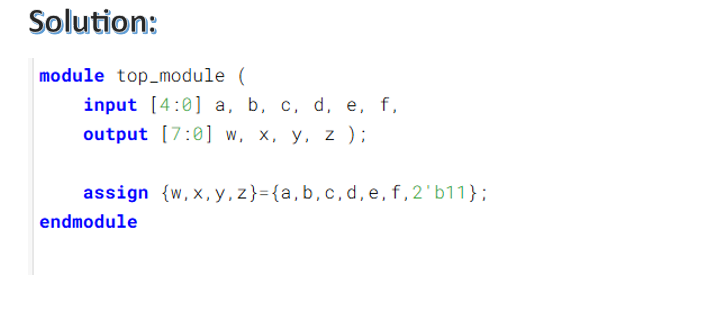 Solution:
module top_module (
input [4:0] a, b, c, d, e, f,
output [7:0] w, x, y, z );
assign {w,x,y,z}={a,b,c,d,e,f,2'b11};
endmodule